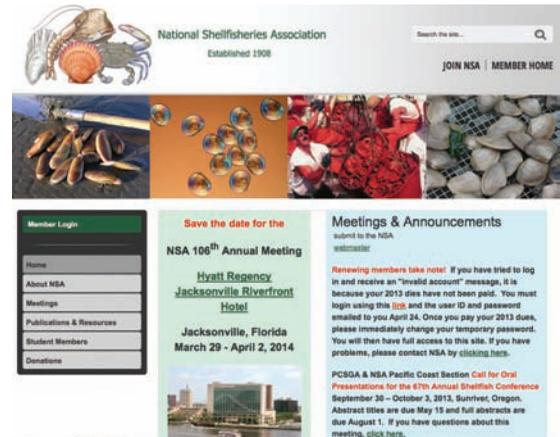 National Shellfisheries Association
Established 1908
Search the site...
JOIN NSA | MEMBER HOME
Member Login
Home
About NSA
Meetings
Publications & Resources
Student Members
Donations
Save the date for the
NSA 106th Annual Meeting
Hyatt Regency
Jacksonville Riverfront
Hotel
Jacksonville, Florida
March 29 - April 2, 2014
Meetings & Announcements
submit to the NSA
webmaster
Renewing members take note! If you have tried to log
in and receive an "invalid account" message, it is
because your 2013 dies have not been paid. You must
login using this link and the user ID and password
emailed to you April 24. Once you pay your 2013 dues,
please immediately change your temporary password.
You will then have full access to this site. If you have
problems, please contact NSA by clicking here.
PCSGA & NSA Pacific Coast Section Call for Oral
Presentations for the 67th Annual Shellfish Conference
September 30 – October 3, 2013, Sunriver, Oregon.
Abstract titles are due May 15 and full abstracts are
due August 1. If you have questions about this
meeting, click here.